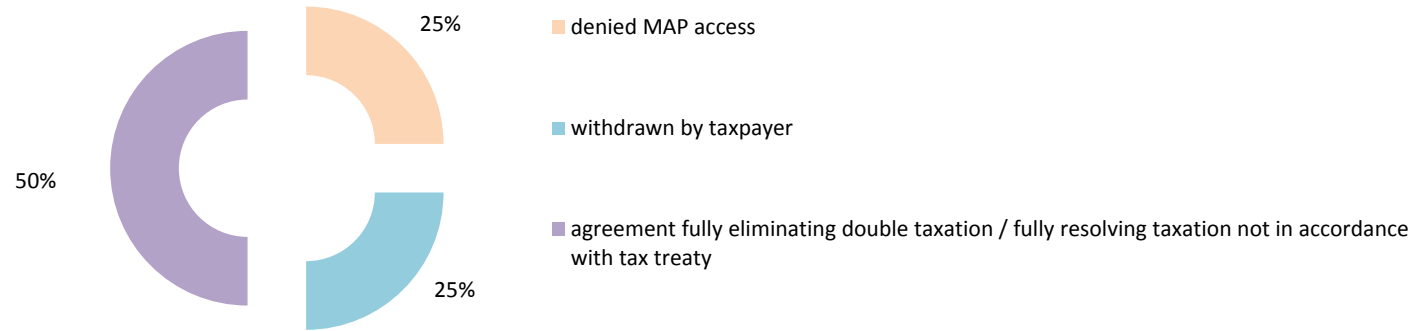 25%
denied MAP access
withdrawn by taxpayer
50%
agreement fully eliminating double taxation / fully resolving taxation not in accordance
with tax treaty
25%